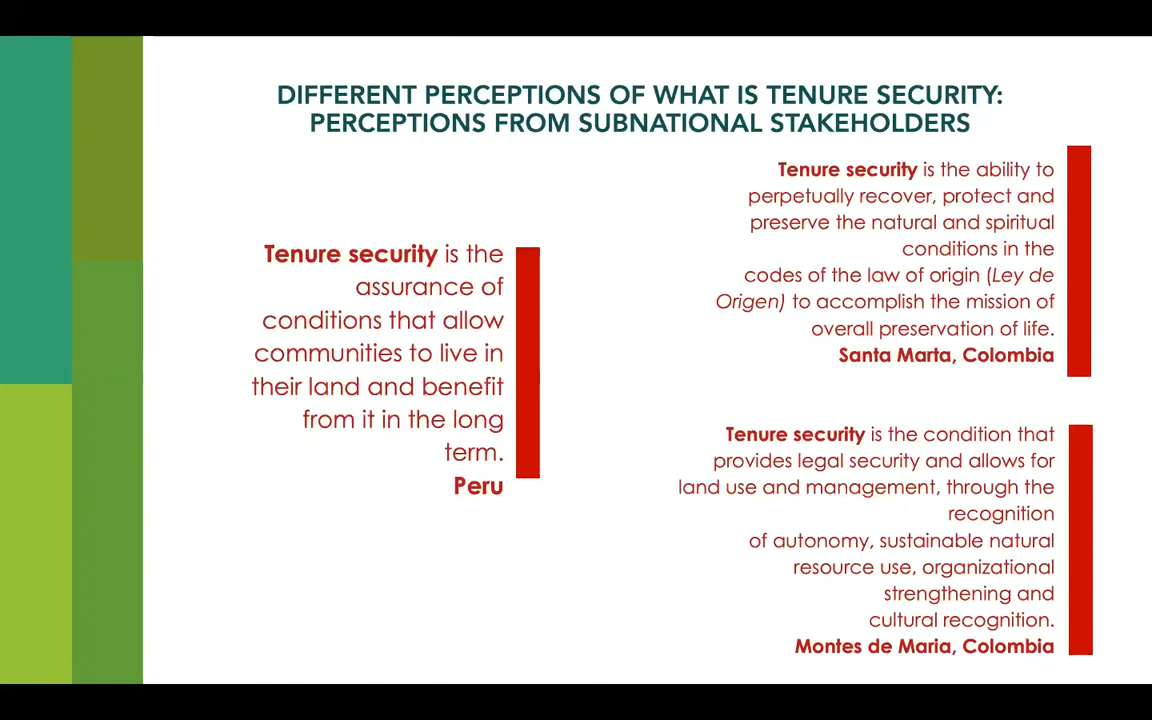 DIFFERENT PERCEPTIONS OF WHAT IS TENURE SECURITY:
PERCEPTIONS FROM SUBNATIONAL STAKEHOLDERS
Tenure security is the
assurance of
conditions that allow
communities to live in
their land and benefit
from it in the long
term.
Peru
Tenure security is the ability to
perpetually recover, protect and
preserve the natural and spiritual
conditions in the
codes of the law of origin (Ley de
Origen) to accomplish the mission of
overall preservation of life.
Santa Marta, Colombia
Tenure security is the condition that
provides legal security and allows for
land use and management, through the
recognition
of autonomy, sustainable natural
resource use, organizational
strengthening and
cultural recognition.
Montes de Maria, Colombia